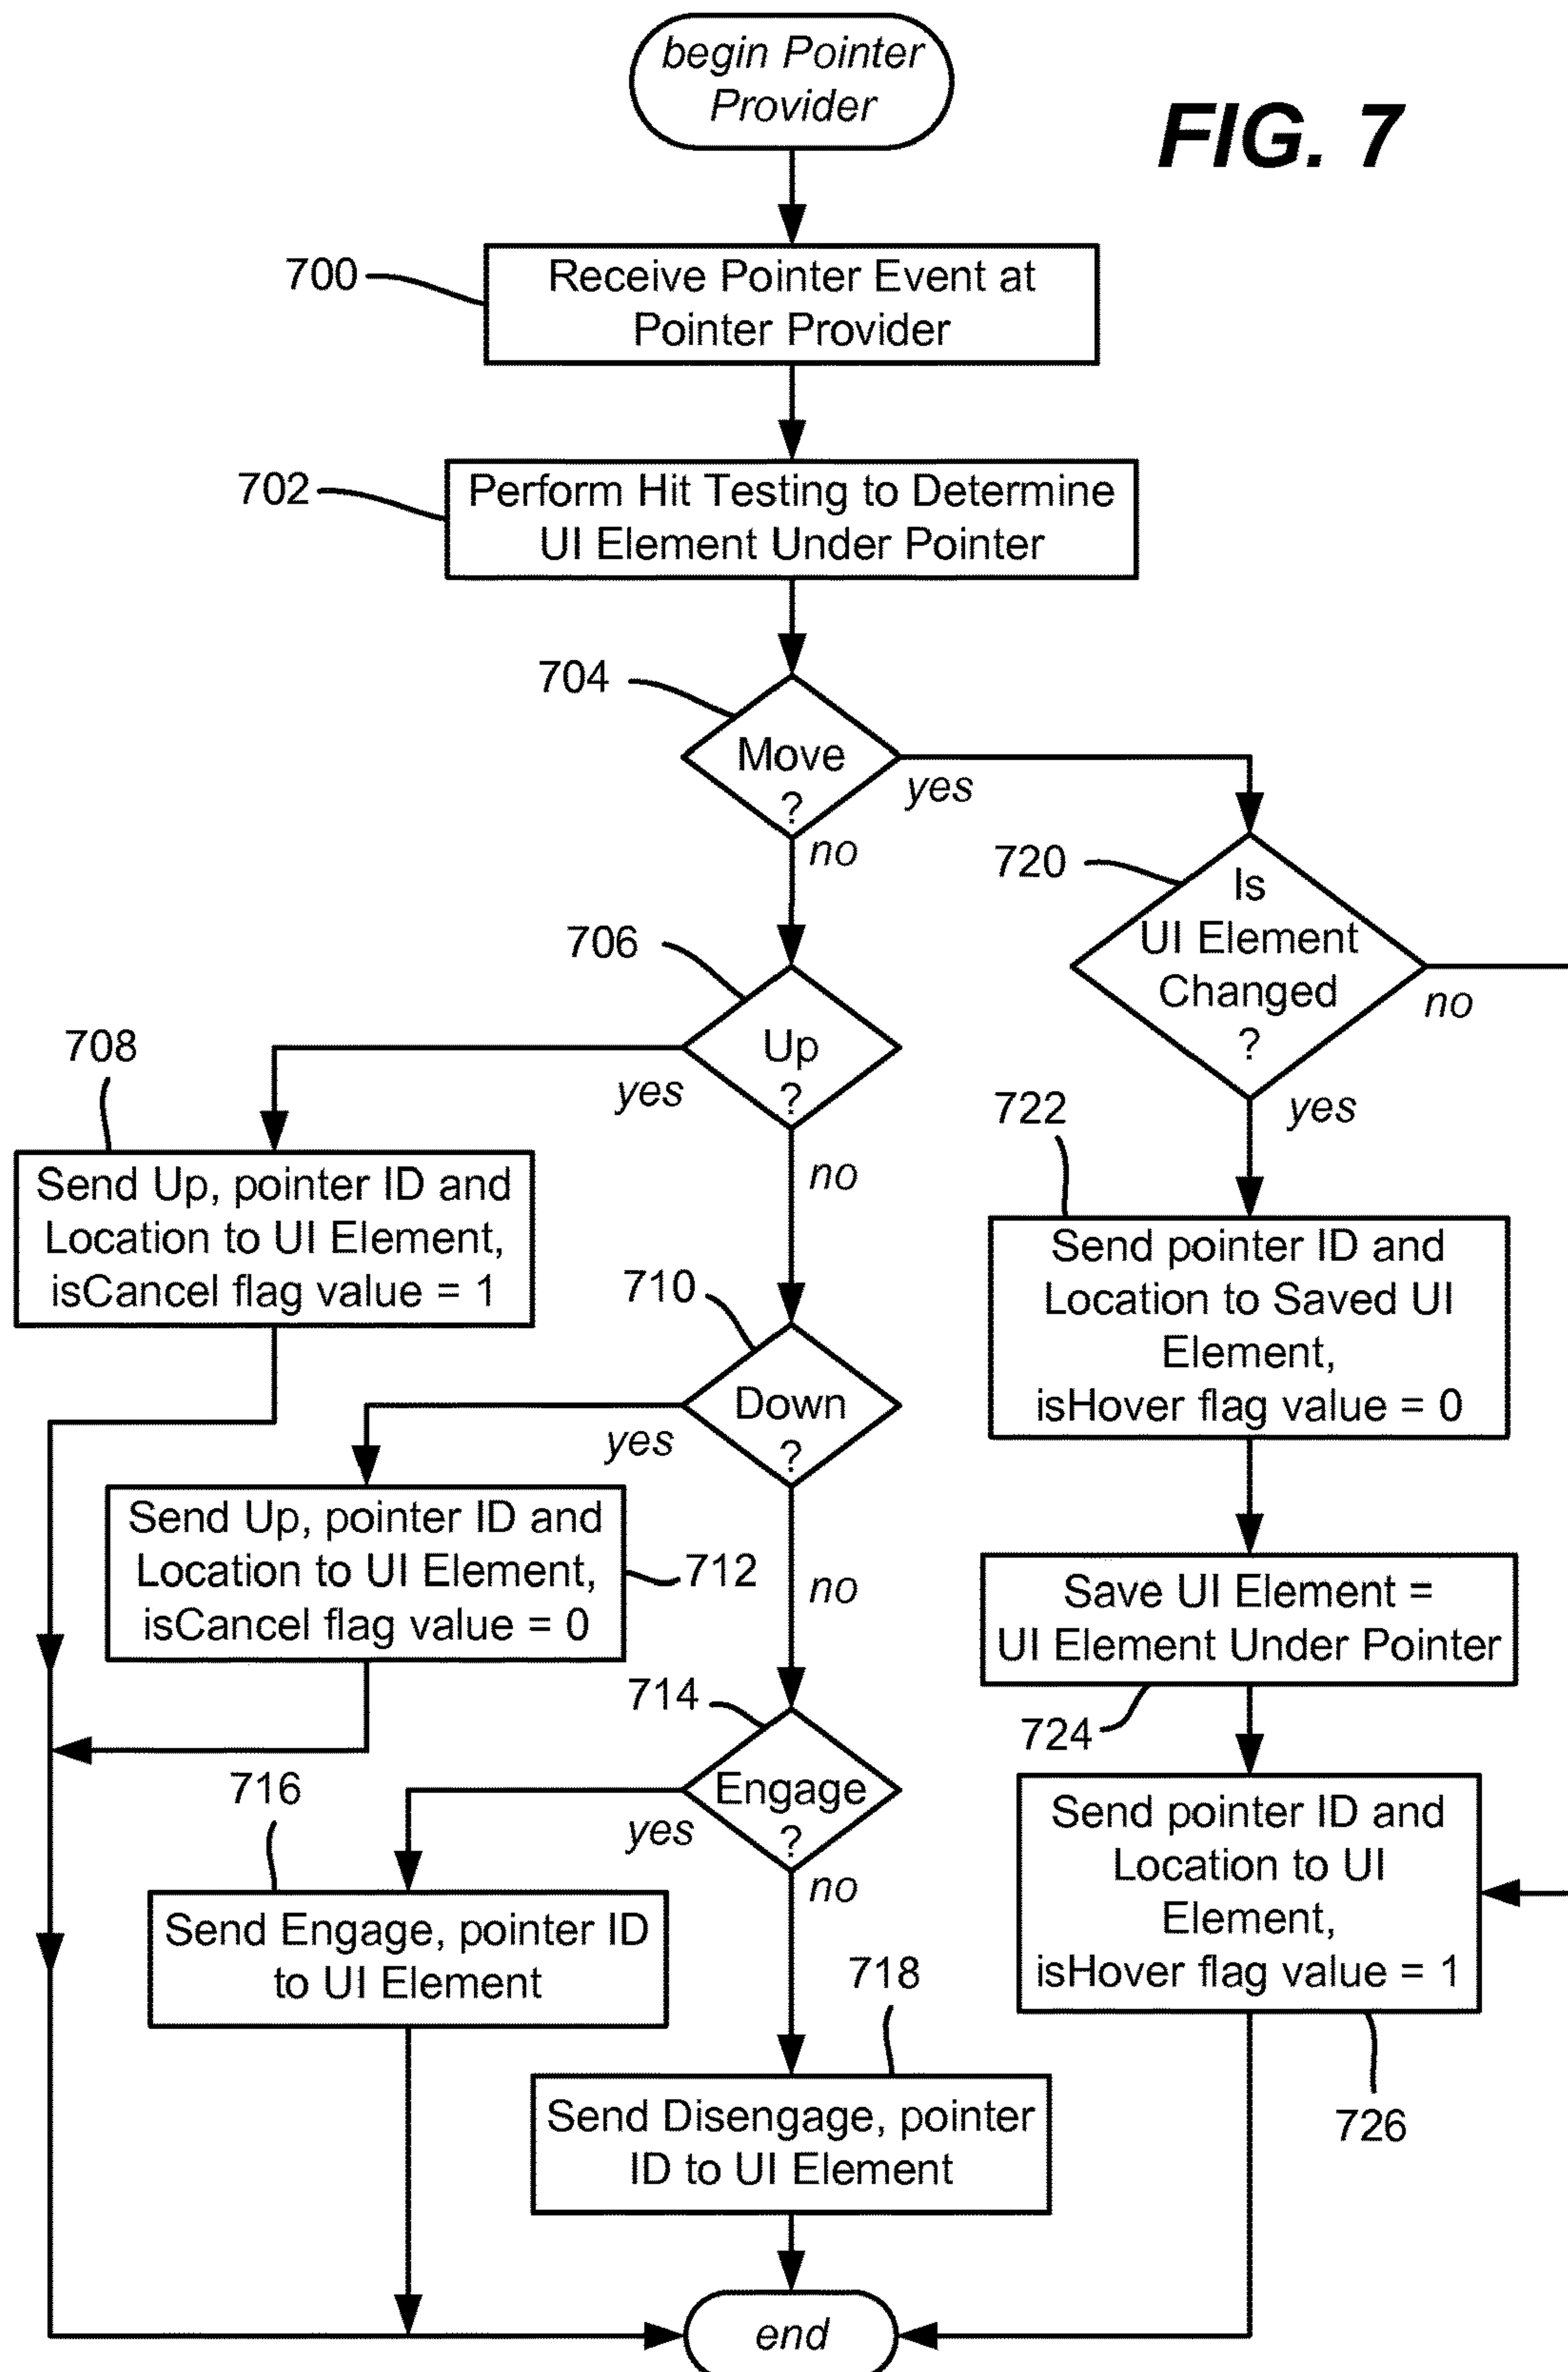 begin Pointer
Provider
FIG. 7
700
Receive Pointer Event at
Pointer Provider
702
Perform Hit Testing to Determine
UI Element Under Pointer
704
Move
?
yes
no
720
Is
UI Element
Changed
?
no
yes
706
Up
?
yes
no
708
Send Up, pointer ID and
Location to UI Element,
isCancel flag value = 1
722
Send pointer ID and
Location to Saved UI
Element,
isHover flag value = 0
710
Down
?
yes
no
Send Up, pointer ID and
Location to UI Element,
isCancel flag value = 0
712
Save UI Element =
UI Element Under Pointer
724
714
Engage
?
yes
no
716
Send Engage, pointer ID
to UI Element
Send pointer ID and
Location to UI
Element,
isHover flag value = 1
726
718
Send Disengage, pointer
ID to UI Element
end